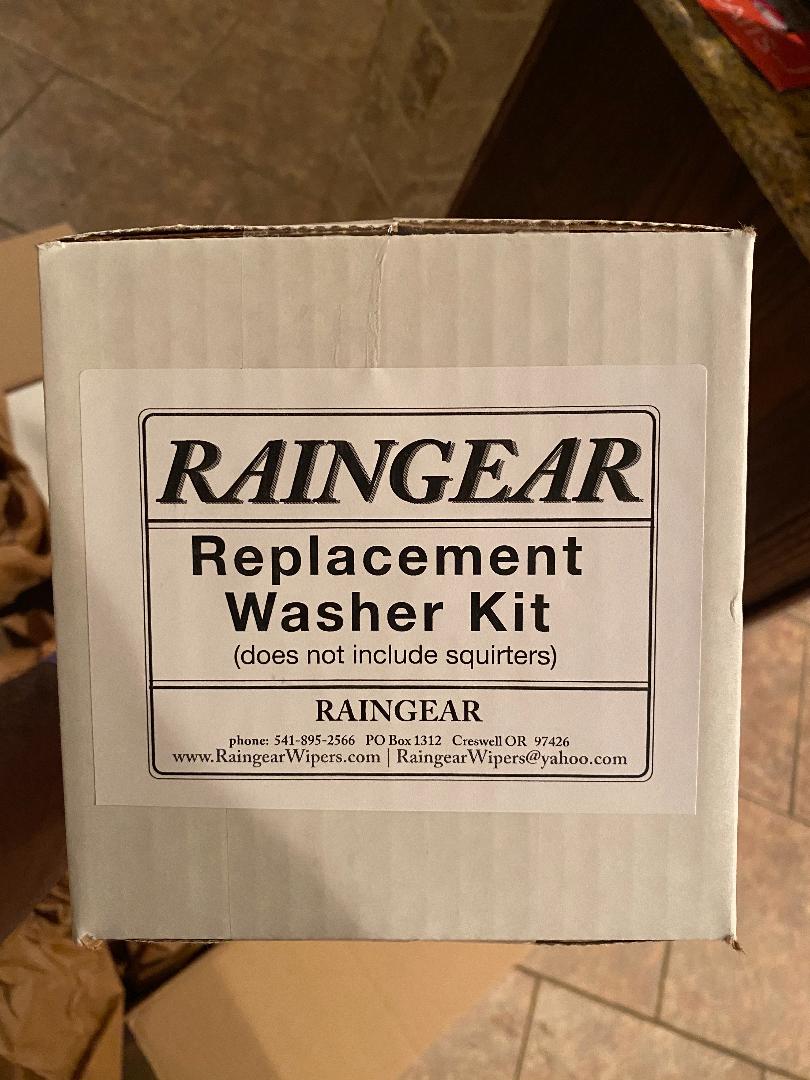 RAINGEAR
Replacement
Washer Kit
(does not include squirters)
RAINGEAR
phone: 541-895-2566 PO Box 1312 Creswell OR 97426
www.RaingearWipers.com | RaingearWipers@yahoo.com